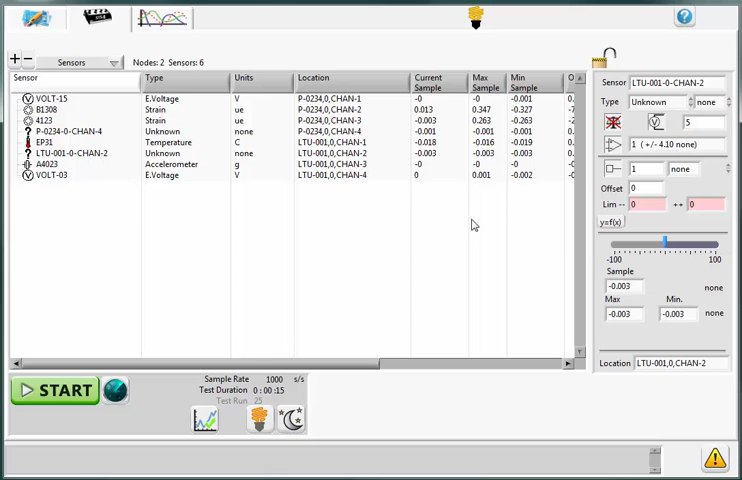 Sensors
Nodes: 2 Sensors: 6
Sensor Type Units Location Current Sample Max Sample Min Sample O
VOLT-15 E.Voltage V P-0234,0,CHAN-1 -0 -0 -0.001 0.
B1308 Strain ue P-0234,0,CHAN-2 0.013 0.347 -0.327 -7
4123 Strain ue P-0234,0,CHAN-3 -0.003 0.263 -0.263 -2
P-0234-0-CHAN-4 Unknown none P-0234,0,CHAN-4 -0.001 -0.001 -0.001 0.
EP31 Temperature C LTU-001,0,CHAN-1 -0.018 -0.016 -0.019 0.
LTU-001-0-CHAN-2 Unknown none LTU-001,0,CHAN-2 -0.003 -0.003 -0.003 0.
A4023 Accelerometer g LTU-001,0,CHAN-3 -0 -0 -0
VOLT-03 E.Voltage V LTU-001,0,CHAN-4 0 0.001 -0.002
START
Sample Rate 1000 s/s
Test Duration 0 : 00 :15
Test Run 25
Sensor LTU-001-0-CHAN-2
Type Unknown none
5
1 ( +/- 4.10 none)
1 none
Offset 0
Lim -- 0 ++ 0
y=f(x)
-100 100
Sample
-0.003 none
Max Min.
-0.003 -0.003 none
Location LTU-001,0,CHAN-2